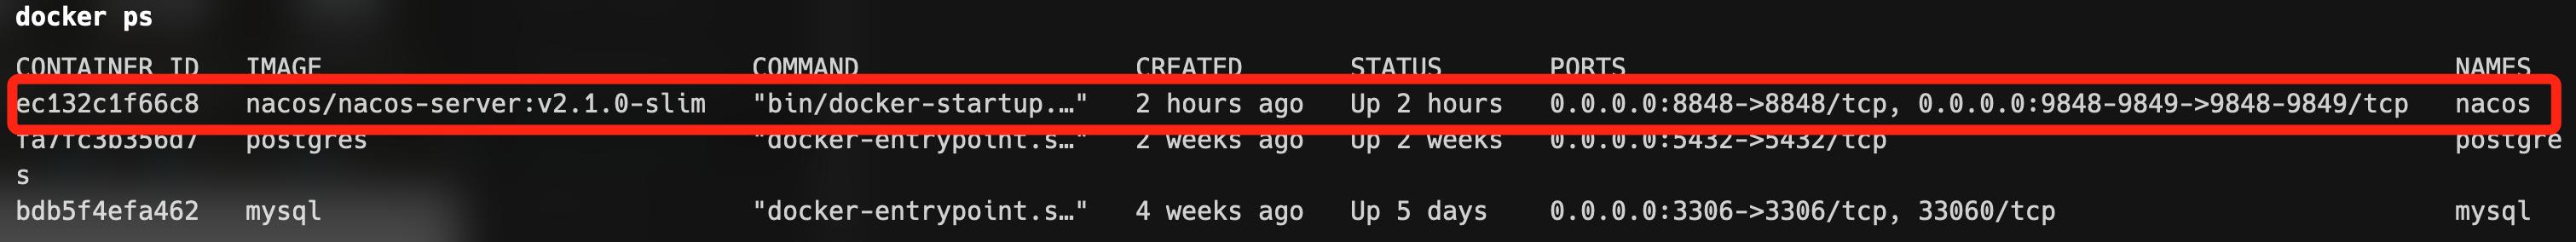 docker ps
CONTAINER ID   IMAGE                             COMMAND                  CREATED       STATUS       PORTS                                                      NAMES
ec132c1f66c8   nacos/nacos-server:v2.1.0-slim   "bin/docker-startup.…"   2 hours ago   Up 2 hours   0.0.0.0:8848->8848/tcp, 0.0.0.0:9848-9849->9848-9849/tcp   nacos
fa7fc3b356d7   postgres                         "docker-entrypoint.s…"   2 weeks ago   Up 2 weeks   0.0.0.0:5432->5432/tcp                                     postgre
s
bdb5f4efa462   mysql                            "docker-entrypoint.s…"   4 weeks ago   Up 5 days    0.0.0.0:3306->3306/tcp, 33060/tcp                          mysql